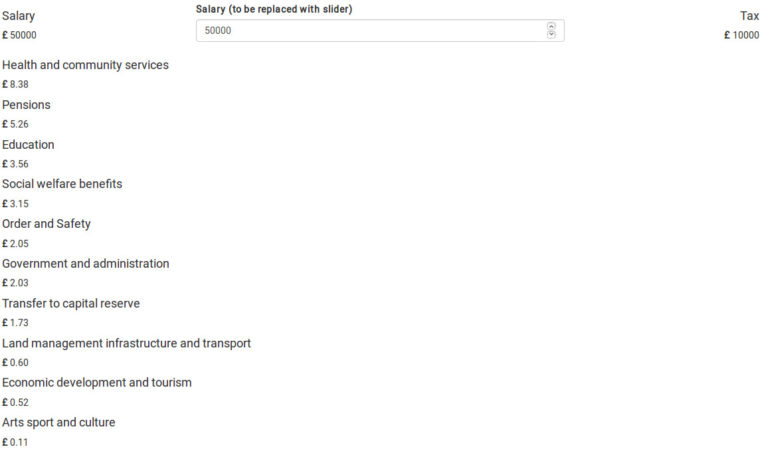 Salary
£ 50000
Salary (to be replaced with slider)
50000
Tax
£ 10000
Health and community services
£ 8.38
Pensions
£ 5.26
Education
£ 3.56
Social welfare benefits
£ 3.15
Order and Safety
£ 2.05
Government and administration
£ 2.03
Transfer to capital reserve
£ 1.73
Land management infrastructure and transport
£ 0.60
Economic development and tourism
£ 0.52
Arts sport and culture
£ 0.11